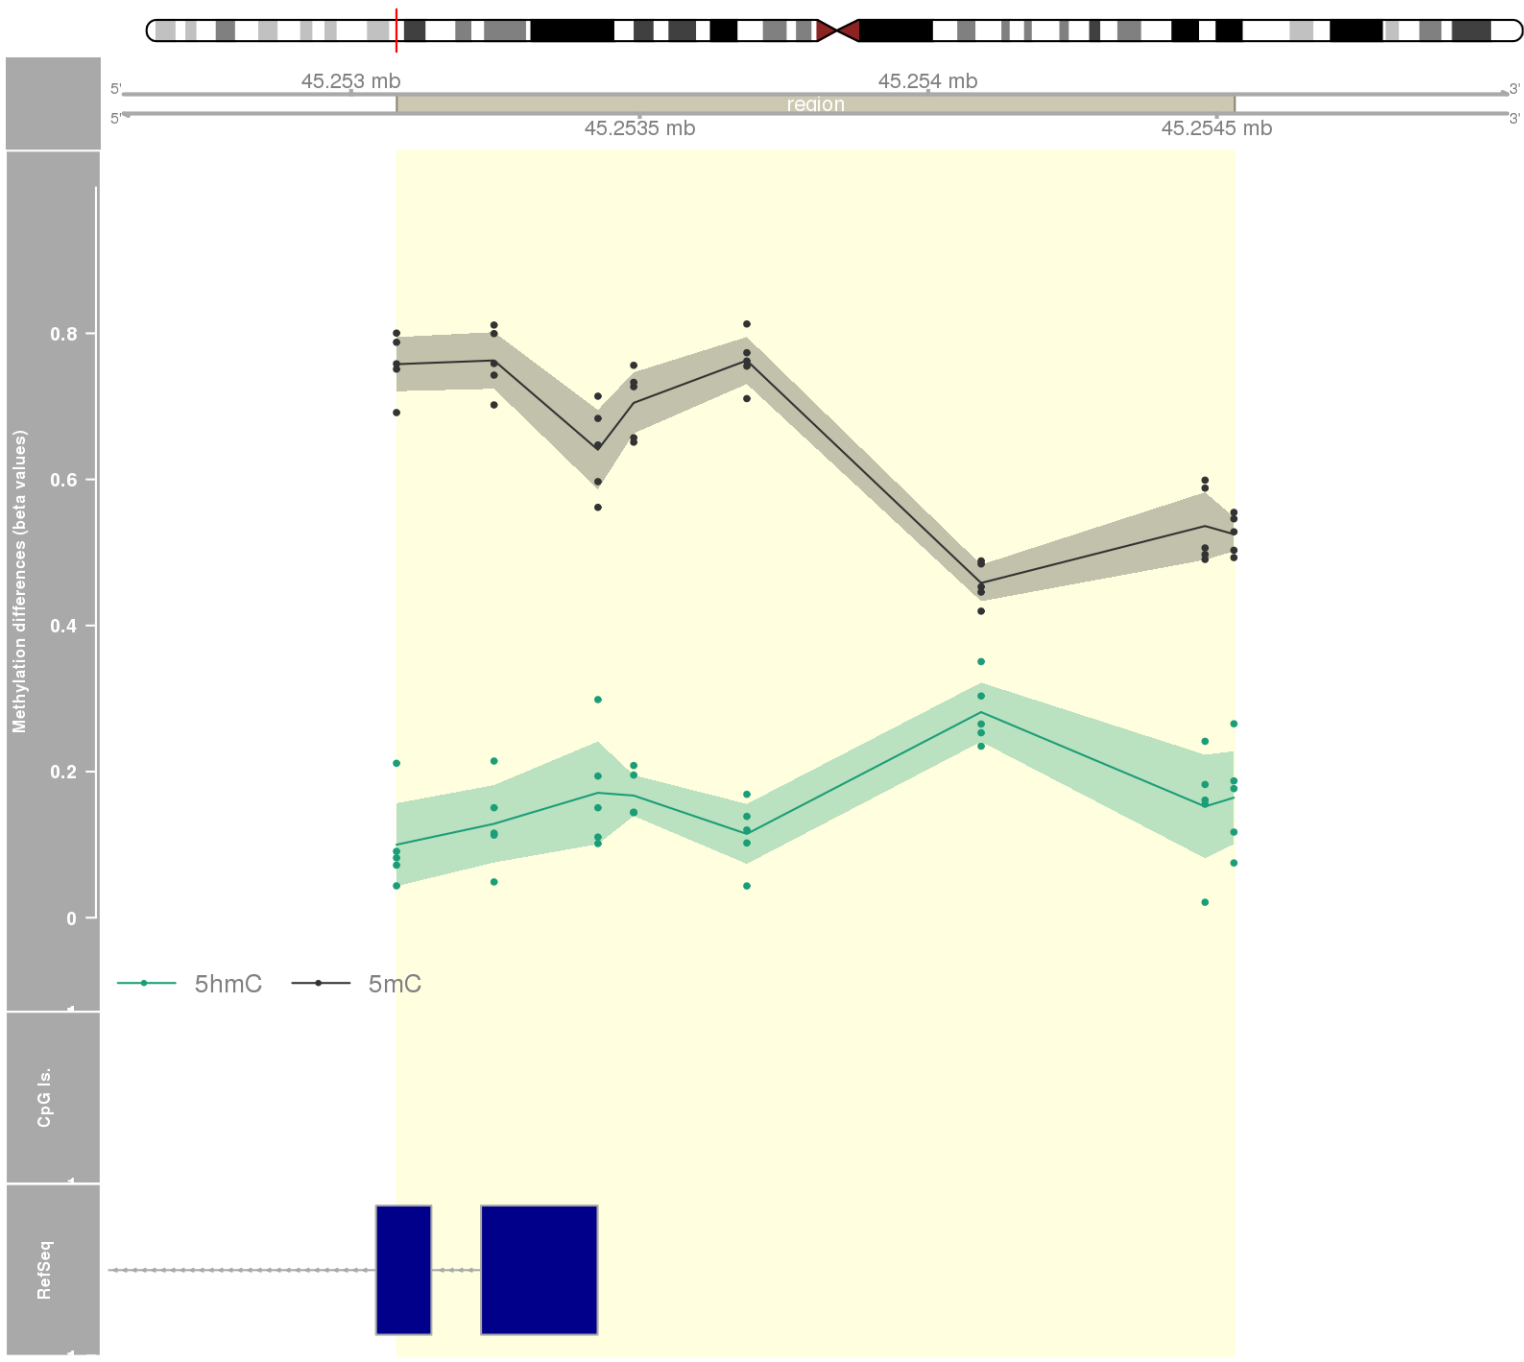 45.253 mb
45.254 mb
5'
3'
region
5'
3'
45.2535 mb
45.2545 mb
Methylation differences (beta values)
0.8
0.6
0.4
0.2
0
5hmC
5mC
CpG Is.
RefSeq